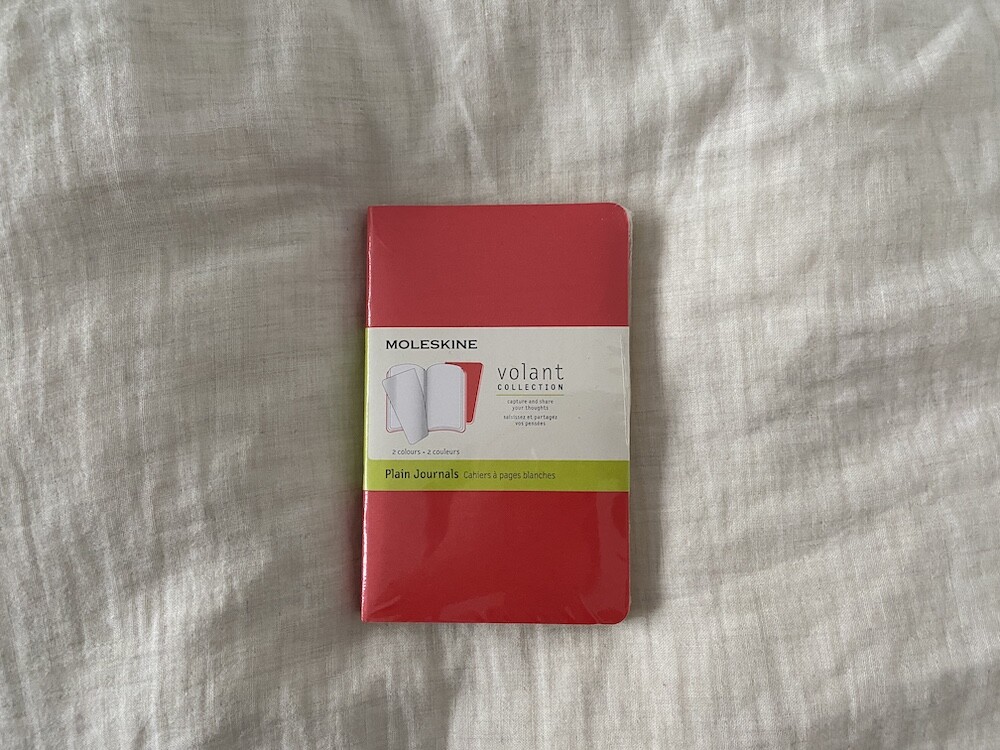 MOLESKINE
volant
COLLECTION
capture and share
your thoughts
saisissez et partagez
vos pensées
2 colours - 2 couleurs
Plain Journals Cahiers à pages blanches